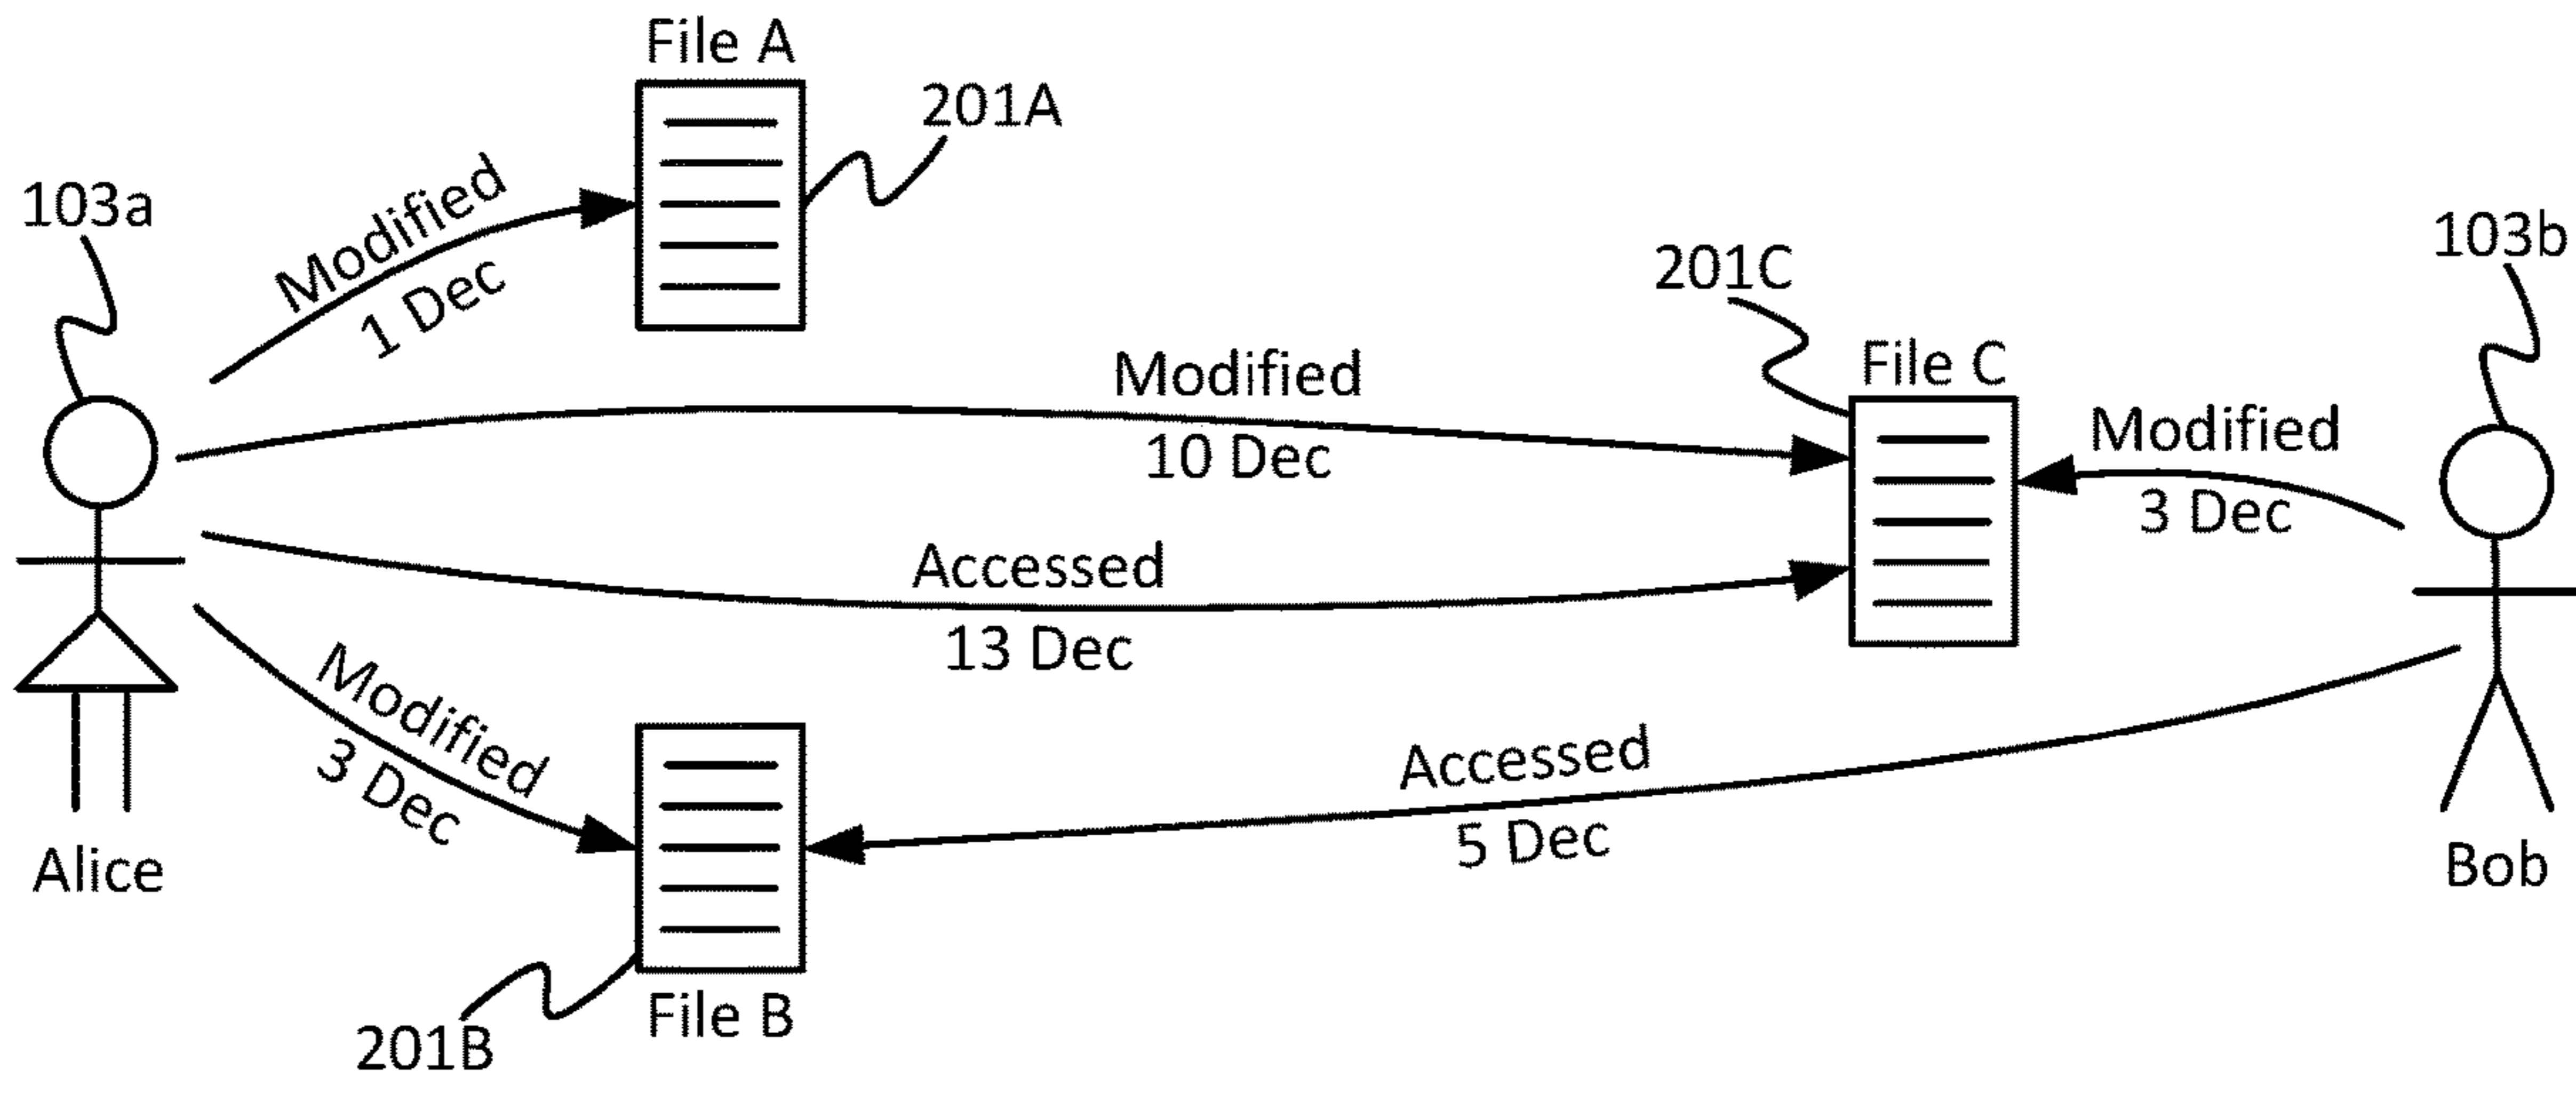 File A
201A
103a
Modified
1 Dec
103b
201C
File C
Modified
10 Dec
Modified
3 Dec
Accessed
13 Dec
Modified
3 Dec
Accessed
5 Dec
Alice
Bob
File B
201B